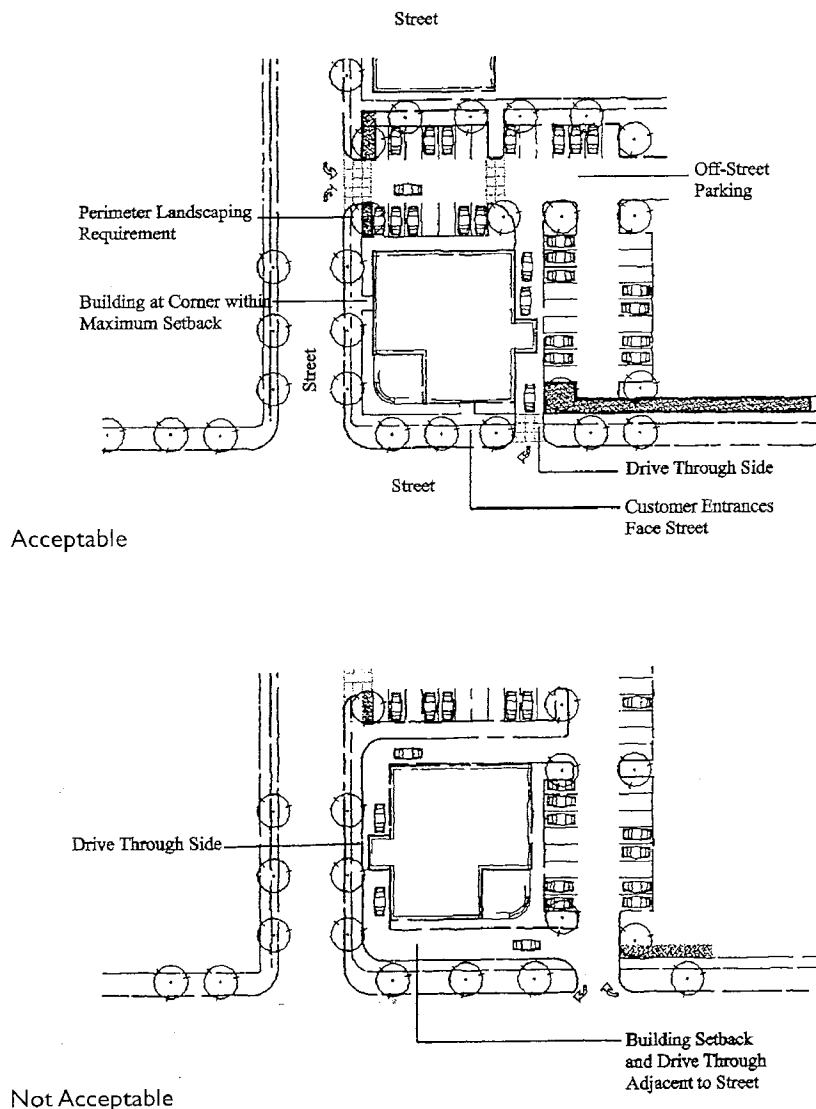 Street
Off-Street
Parking
Perimeter Landscaping
Requirement
Building at Corner within
Maximum Setback
Street
Drive Through Side
Street
Customer Entrances
Face Street
Acceptable
Drive Through Side
Building Setback
and Drive Through
Adjacent to Street
Not Acceptable